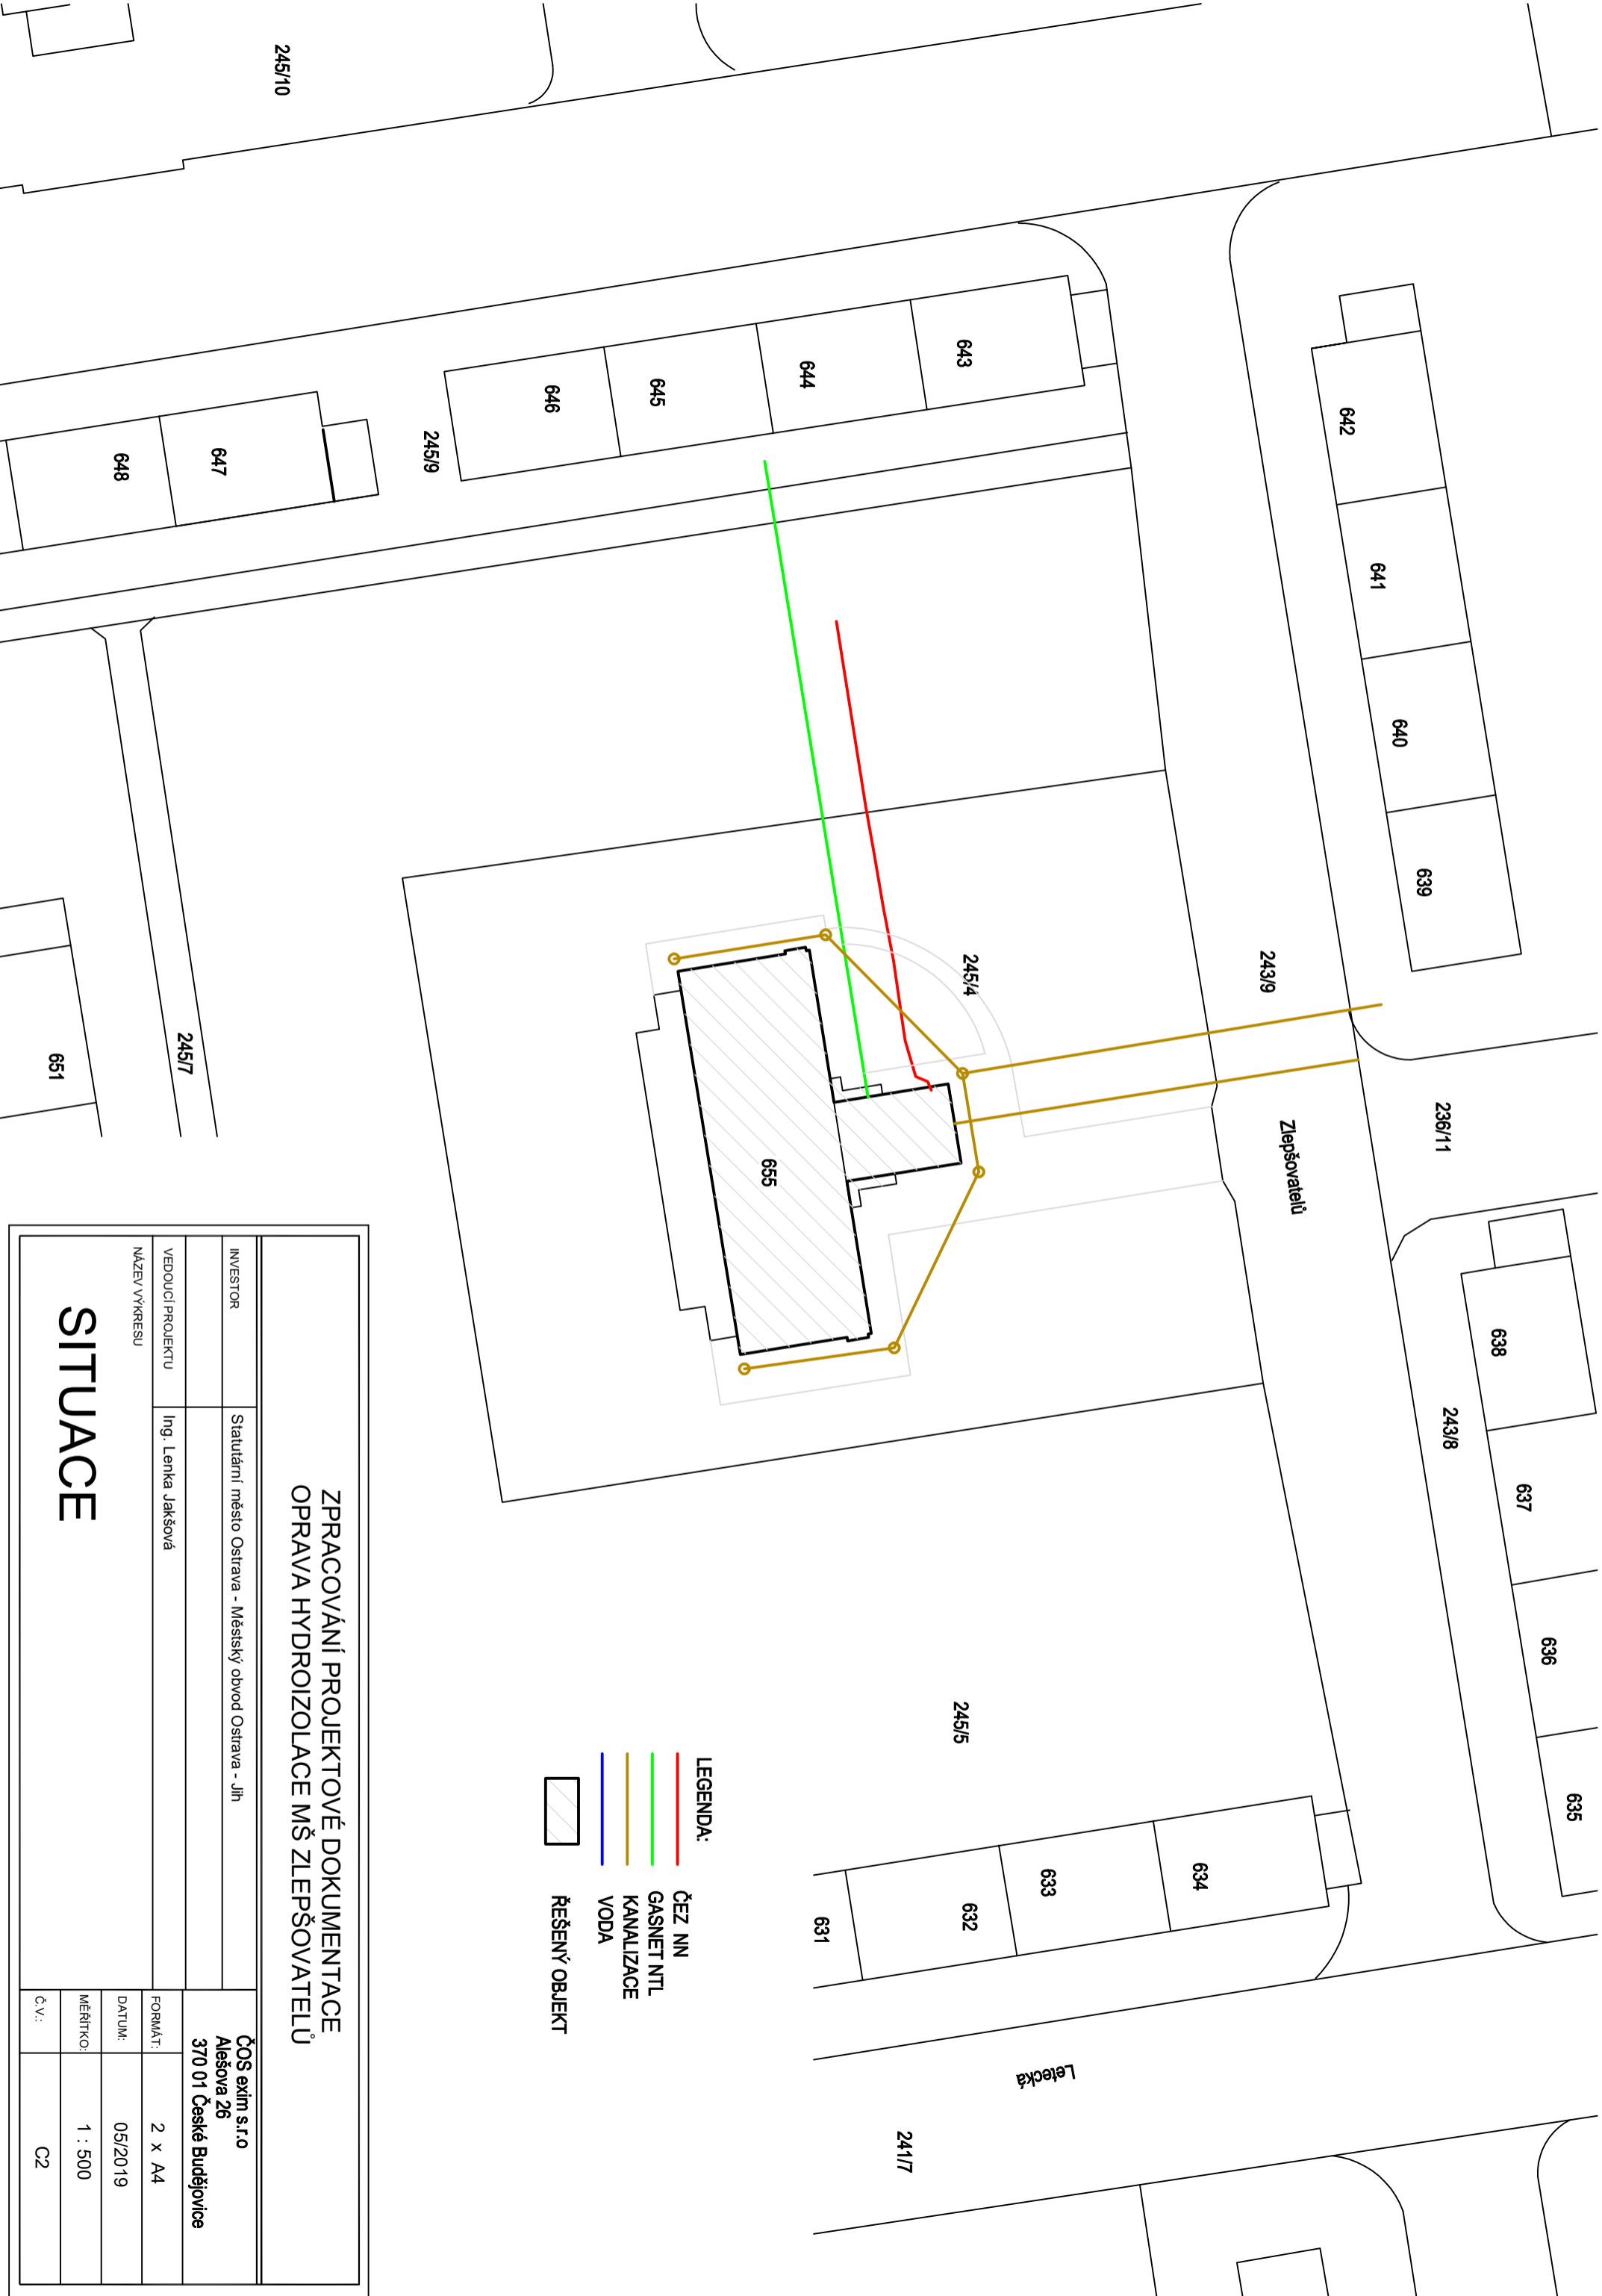 642
641
640
639
236/11
638
637
636
635
243/8
243/9
Zlepšovatelů
643
644
645
646
245/9
647
648
245/10
245/4
655
245/7
651
245/5
634
633
632
631
Letecká
241/7
LEGENDA:
ČEZ NN
GASNET NTL
KANALIZACE
VODA
ŘEŠENÝ OBJEKT
ZPRACOVÁNÍ PROJEKTOVÉ DOKUMENTACE
OPRAVA HYDROIZOLACE MŠ ZLEPŠOVATELŮ
INVESTOR
Statutární město Ostrava - Městský obvod Ostrava - Jih
VEDOUCÍ PROJEKTU
Ing. Lenka Jakšová
NÁZEV VÝKRESU
SITUACE
ČOS exim s.r.o
Alešova 26
370 01 České Budějovice
FORMÁT: 2 x A4
DATUM: 05/2019
MĚŘÍTKO: 1 : 500
Č.V.: C2